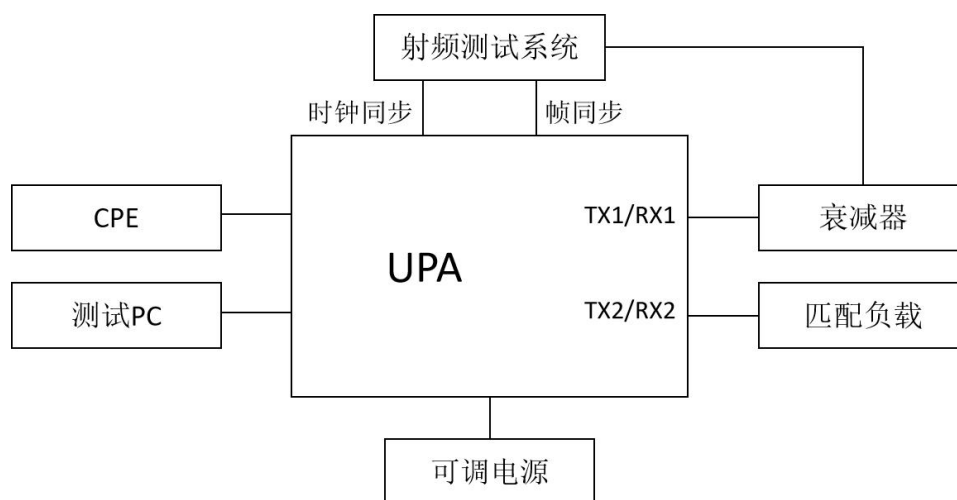 射频测试系统
时钟同步
帧同步
CPE
TX1/RX1
衰减器
UPA
测试PC
TX2/RX2
匹配负载
可调电源